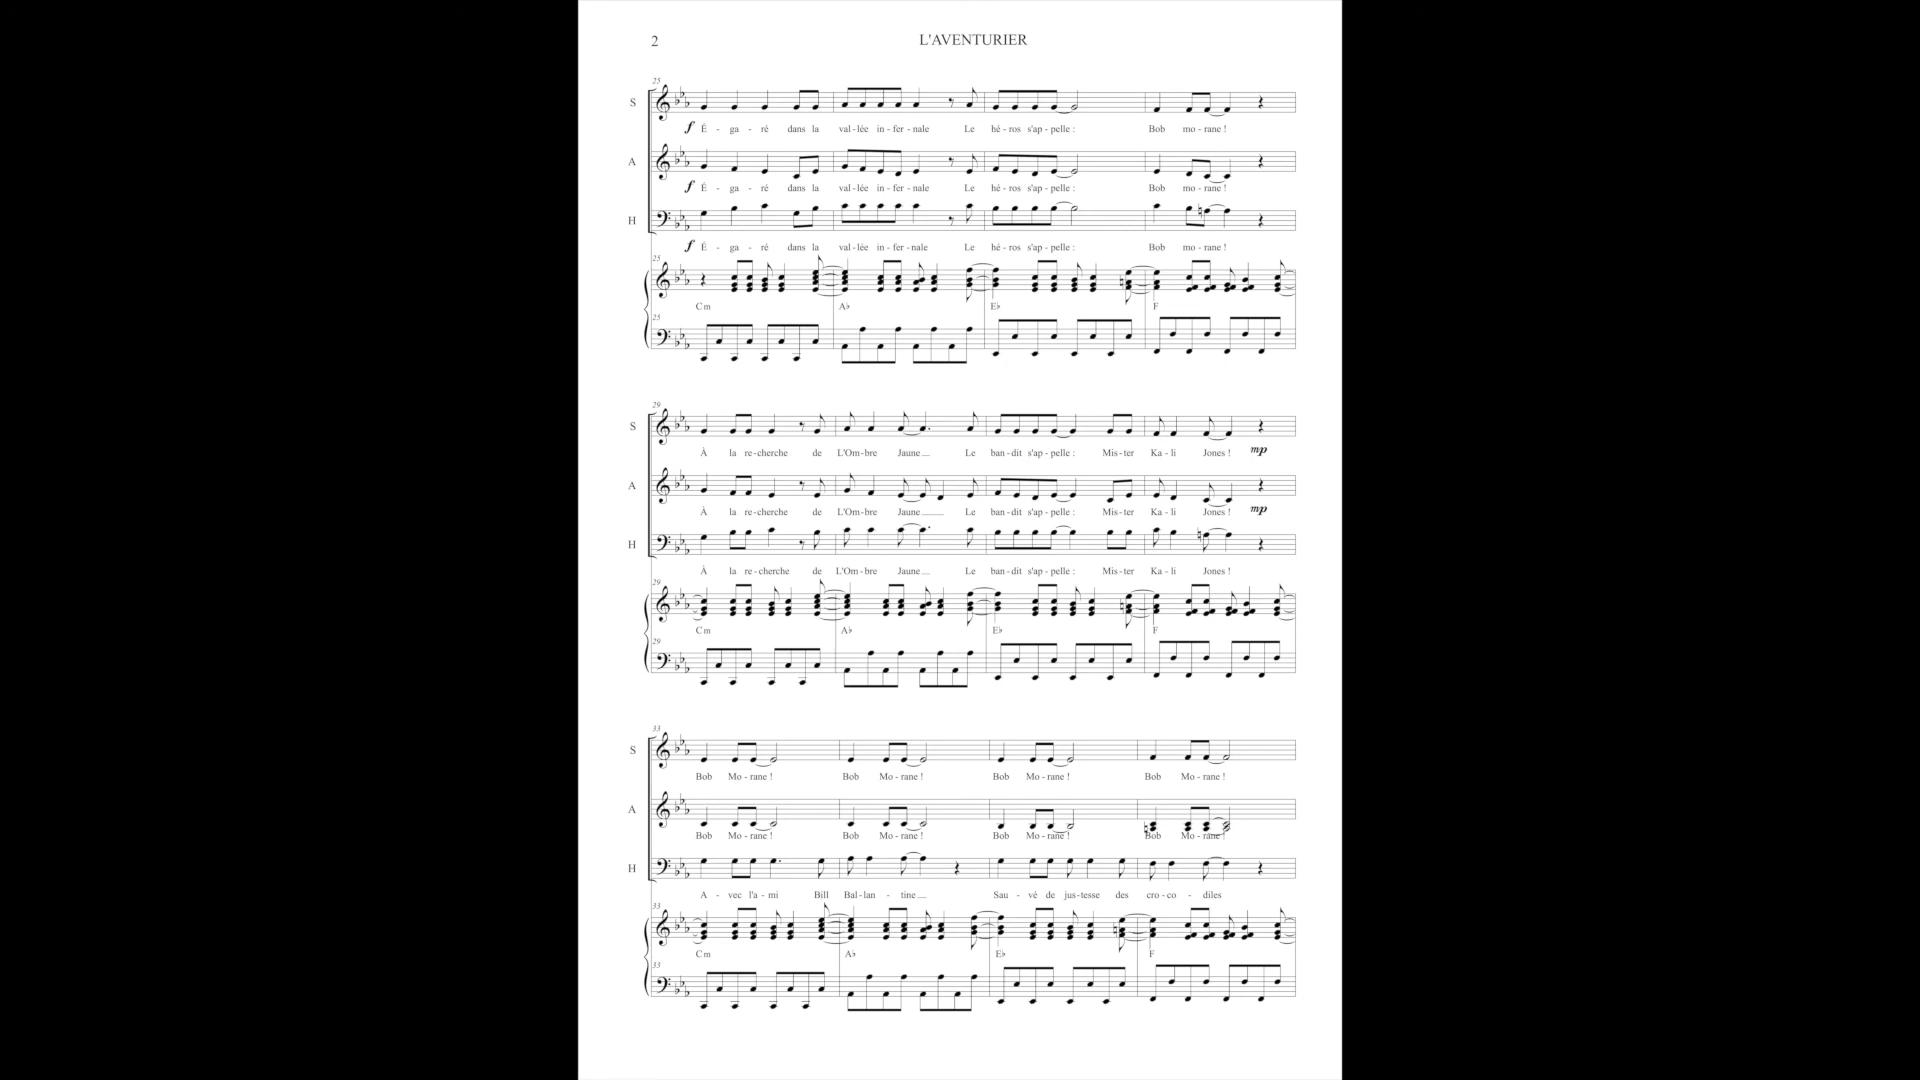 2
L'AVENTURIER
25
S
f É - ga - ré dans la val - lée in - fer - nale Le hé - ros s'ap - pelle : Bob mo - rane !
A
f É - ga - ré dans la val - lée in - fer - nale Le hé - ros s'ap - pelle : Bob mo - rane !
H
f É - ga - ré dans la val - lée in - fer - nale Le hé - ros s'ap - pelle : Bob mo - rane !
25
Cm A♭ E♭ F
25
29
S
À la re - cherche de L'Om - bre Jaune Le ban - dit s'ap - pelle : Mis - ter Ka - li Jones ! mp
A
À la re - cherche de L'Om - bre Jaune Le ban - dit s'ap - pelle : Mis - ter Ka - li Jones ! mp
H
À la re - cherche de L'Om - bre Jaune Le ban - dit s'ap - pelle : Mis - ter Ka - li Jones !
29
Cm A♭ E♭ F
29
33
S
Bob Mo - rane ! Bob Mo - rane ! Bob Mo - rane ! Bob Mo - rane !
A
Bob Mo - rane ! Bob Mo - rane ! Bob Mo - rane ! Bob Mo - rane !
H
A - vec l'a - mi Bill Bal - lan - tine Sau - vé de jus - tesse des cro - co - diles
33
Cm A♭ E♭ F
33